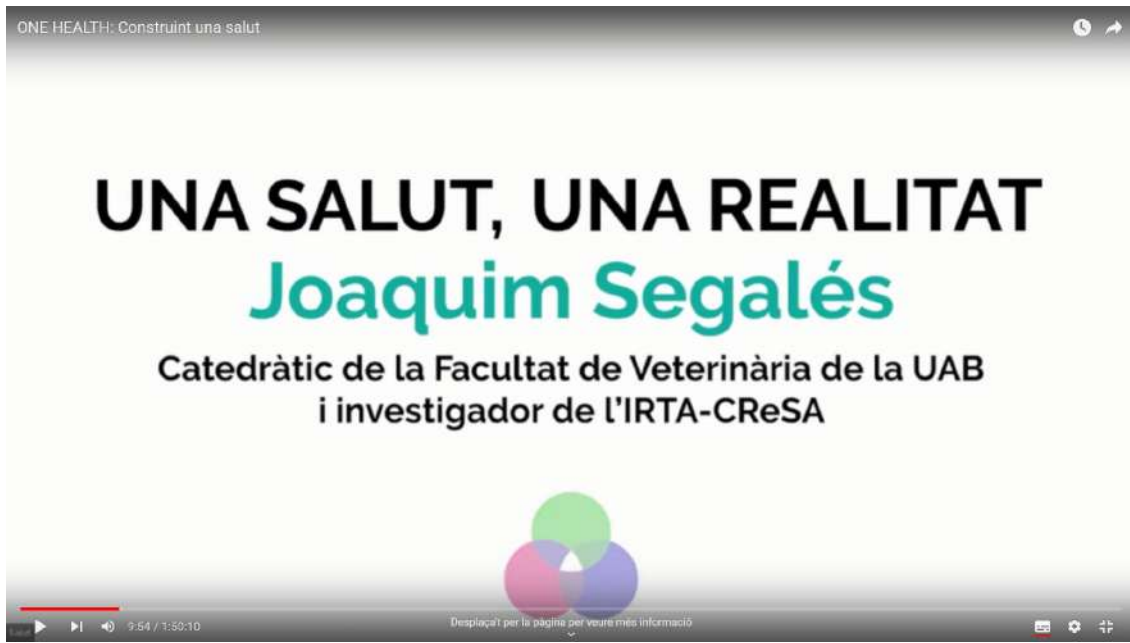 ONE HEALTH: Construint una salut
UNA SALUT, UNA REALITAT
Joaquim Segalés
Catedràtic de la Facultat de Veterinària de la UAB
i investigador de l'IRTA-CReSA
9:54 / 1:50:10
Desplaça't per la pàgina per veure més informació